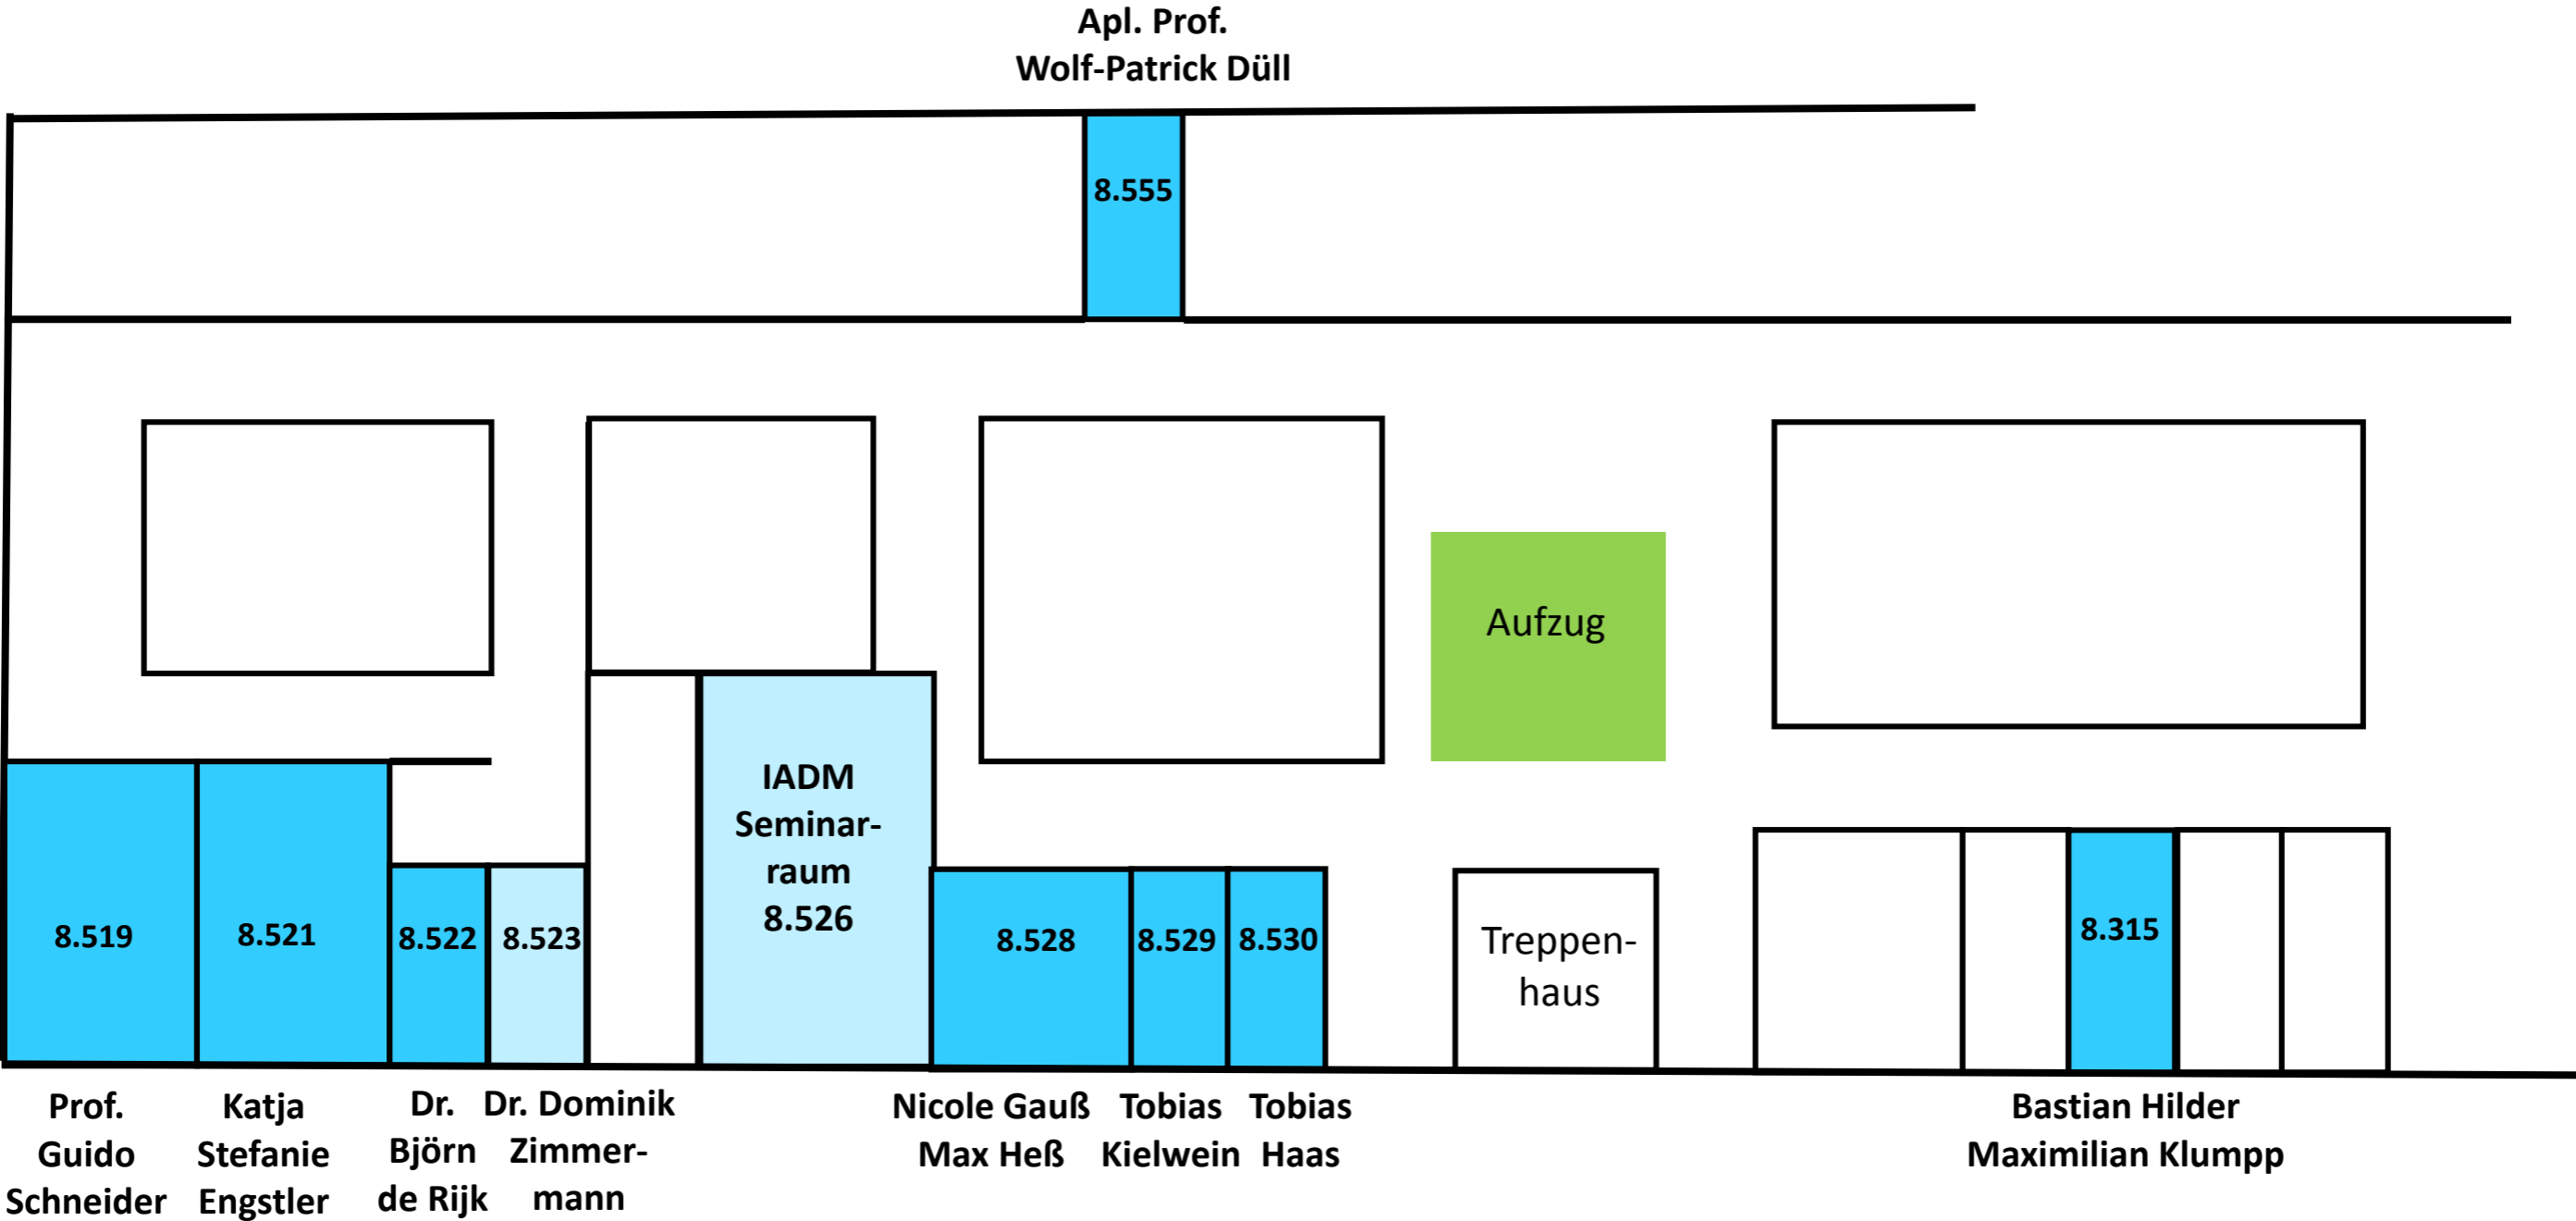 Apl. Prof.
Wolf-Patrick Düll
8.555
Aufzug
IADM
Seminar-
raum
8.526
8.519
8.521
8.522
8.523
8.528
8.529
8.530
Treppen-
haus
8.315
Prof.
Guido
Schneider
Katja
Stefanie
Engstler
Dr.
Björn
de Rijk
Dr. Dominik
Zimmer-
mann
Nicole Gauß
Max Heß
Tobias
Kielwein
Tobias
Haas
Bastian Hilder
Maximilian Klumpp